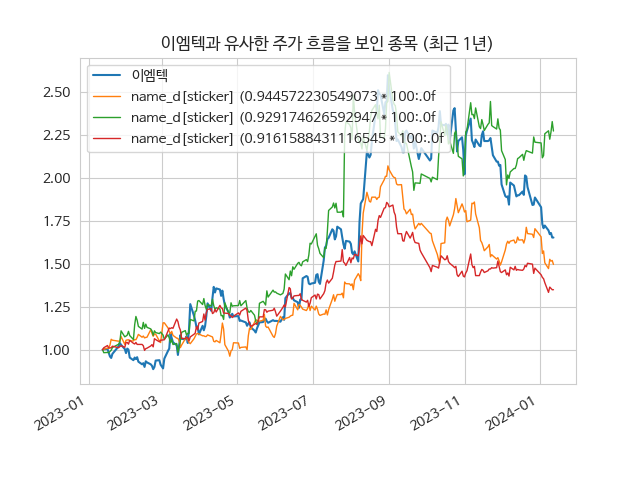 이엠텍과 유사한 주가 흐름을 보인 종목 (최근 1년)
이엠텍
name_d[sticker] (0.944572230549073 * 100:.0f
name_d[sticker] (0.929174626592947 * 100:.0f
name_d[sticker] (0.9161588431116545 * 100:.0f
2.50
2.25
2.00
1.75
1.50
1.25
1.00
2023-01
2023-03
2023-05
2023-07
2023-09
2023-11
2024-01